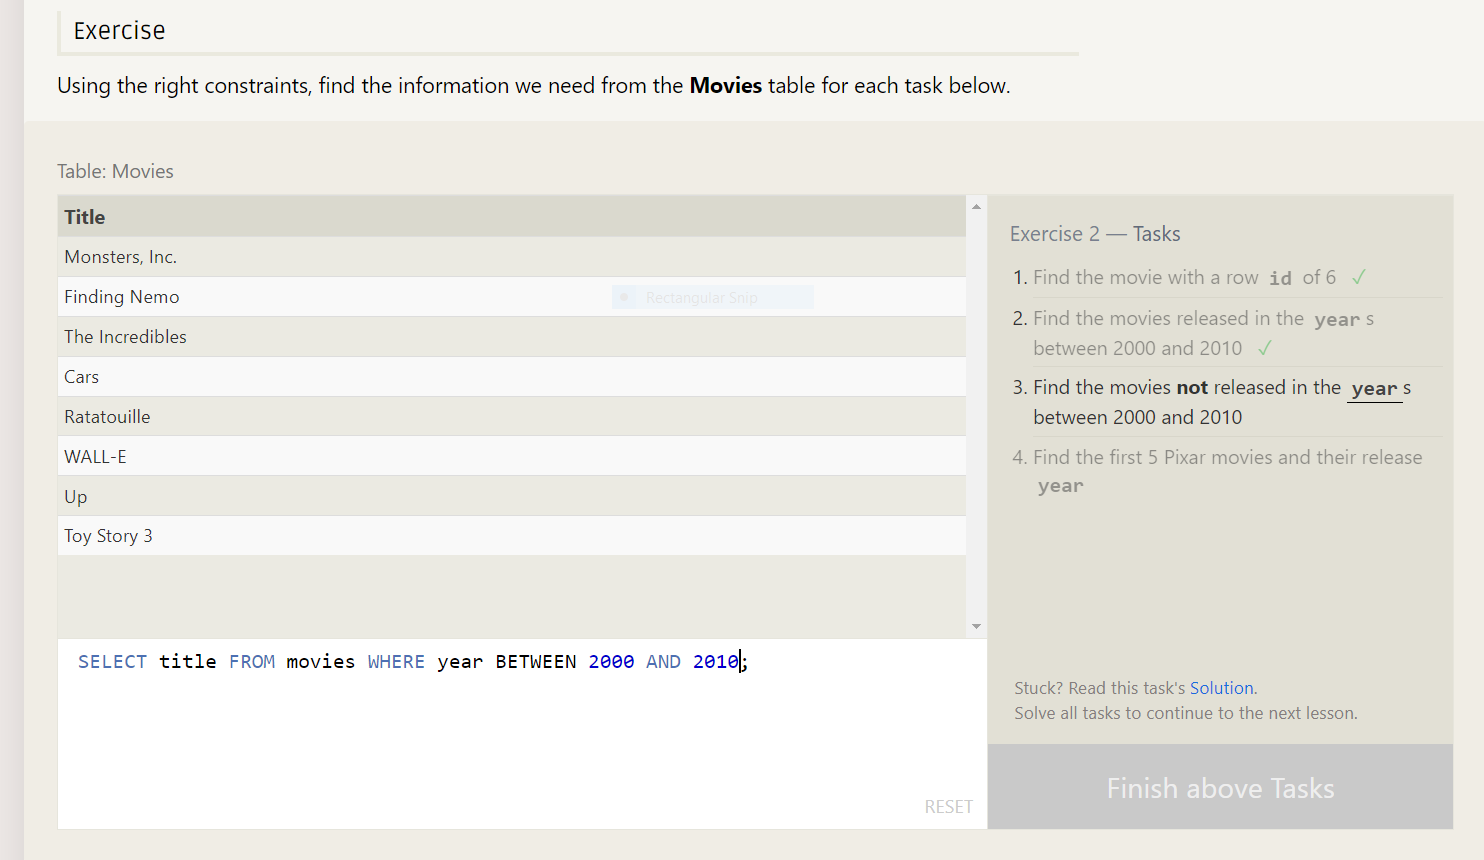 Exercise
Using the right constraints, find the information we need from the Movies table for each task below.
Table: Movies
Title
Monsters, Inc.
Finding Nemo
Rectangular Snip
The Incredibles
Cars
Ratatouille
WALL-E
Up
Toy Story 3
SELECT title FROM movies WHERE year BETWEEN 2000 AND 2010;
RESET
Exercise 2 — Tasks
1. Find the movie with a row id of 6 ✓
2. Find the movies released in the year s
between 2000 and 2010 ✓
3. Find the movies not released in the year s
between 2000 and 2010
4. Find the first 5 Pixar movies and their release
year
Stuck? Read this task's Solution.
Solve all tasks to continue to the next lesson.
Finish above Tasks